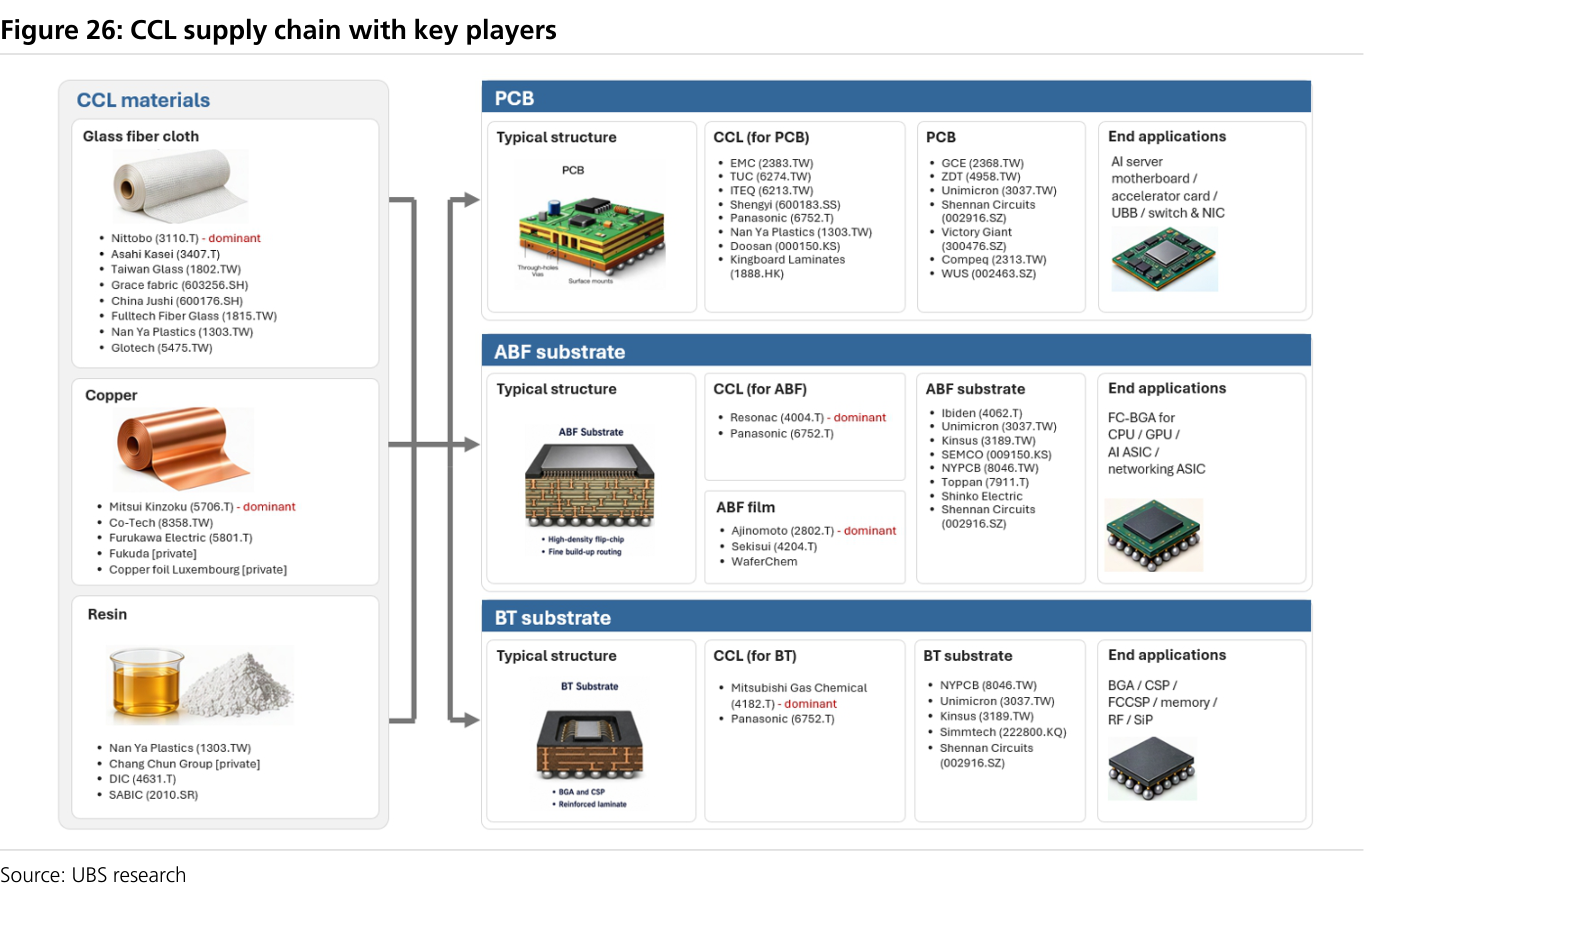 Figure 26: CCL supply chain with key players
CCL materials
Glass fiber cloth
• Nittobo (3110.T) - dominant
• Asahi Kasei (3407.T)
• Taiwan Glass (1802.TW)
• Grace fabric (603256.SH)
• China Jushi (600176.SH)
• Fulltech Fiber Glass (1815.TW)
• Nan Ya Plastics (1303.TW)
• Glotech (5475.TW)
Copper
• Mitsui Kinzoku (5706.T) - dominant
• Co-Tech (8358.TW)
• Furukawa Electric (5801.T)
• Fukuda [private]
• Copper foil Luxembourg [private]
Resin
• Nan Ya Plastics (1303.TW)
• Chang Chun Group [private]
• DIC (4631.T)
• SABIC (2010.SR)
PCB
Typical structure
PCB
Through-holes
Vias
Surface mounts
CCL (for PCB)
• EMC (2383.TW)
• TUC (6274.TW)
• ITEQ (6213.TW)
• Shengyi (600183.SS)
• Panasonic (6752.T)
• Nan Ya Plastics (1303.TW)
• Doosan (000150.KS)
• Kingboard Laminates
(1888.HK)
PCB
• GCE (2368.TW)
• ZDT (4958.TW)
• Unimicron (3037.TW)
• Shennan Circuits
(002916.SZ)
• Victory Giant
(300476.SZ)
• Compeq (2313.TW)
• WUS (002463.SZ)
End applications
AI server
motherboard /
accelerator card /
UBB / switch & NIC
ABF substrate
Typical structure
ABF Substrate
• High-density flip-chip
• Fine build-up routing
CCL (for ABF)
• Resonac (4004.T) - dominant
• Panasonic (6752.T)
ABF film
• Ajinomoto (2802.T) - dominant
• Sekisui (4204.T)
• WaferChem
ABF substrate
• Ibiden (4062.T)
• Unimicron (3037.TW)
• Kinsus (3189.TW)
• SEMCO (009150.KS)
• NYPCB (8046.TW)
• Toppan (7911.T)
• Shinko Electric
• Shennan Circuits
(002916.SZ)
End applications
FC-BGA for
CPU / GPU /
AI ASIC /
networking ASIC
BT substrate
Typical structure
BT Substrate
• BGA and CSP
• Reinforced laminate
CCL (for BT)
• Mitsubishi Gas Chemical
(4182.T) - dominant
• Panasonic (6752.T)
BT substrate
• NYPCB (8046.TW)
• Unimicron (3037.TW)
• Kinsus (3189.TW)
• Simmtech (222800.KQ)
• Shennan Circuits
(002916.SZ)
End applications
BGA / CSP /
FCCSP / memory /
RF / SiP
Source: UBS research